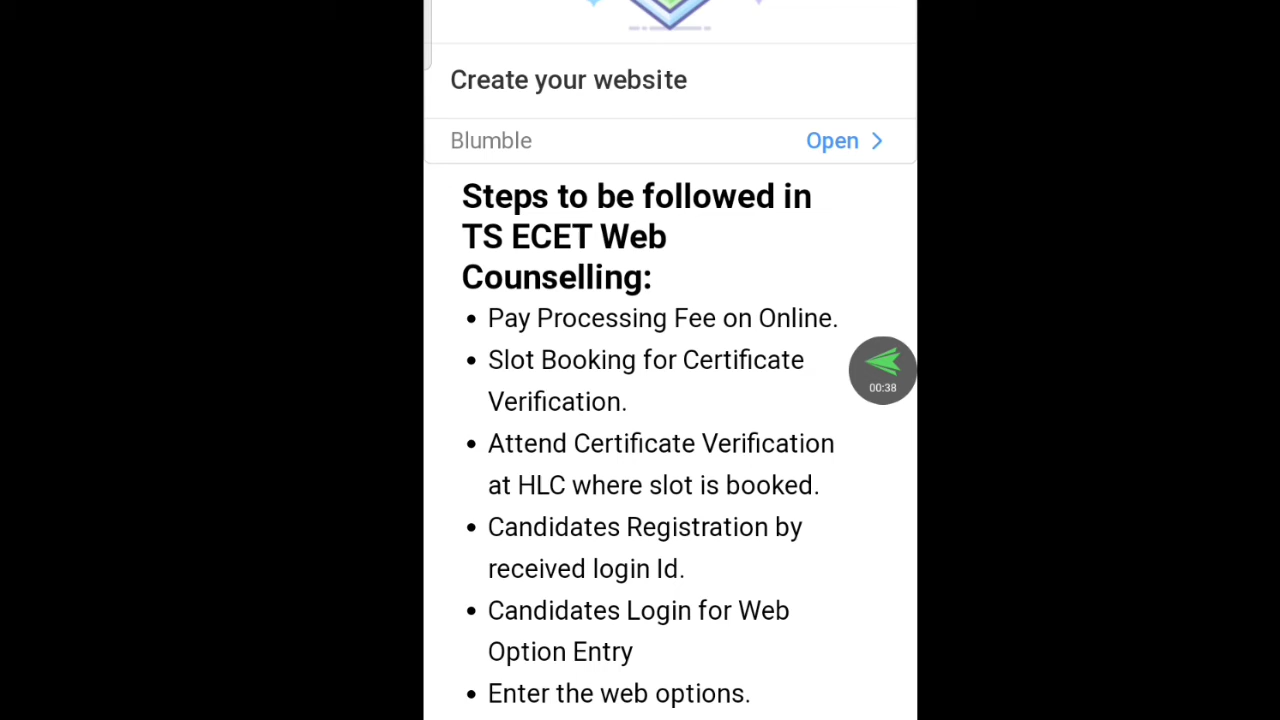 Create your website
Blumble
Open
Steps to be followed in
TS ECET Web
Counselling:
• Pay Processing Fee on Online.
• Slot Booking for Certificate
Verification.
00:38
• Attend Certificate Verification
at HLC where slot is booked.
• Candidates Registration by
received login Id.
• Candidates Login for Web
Option Entry
• Enter the web options.